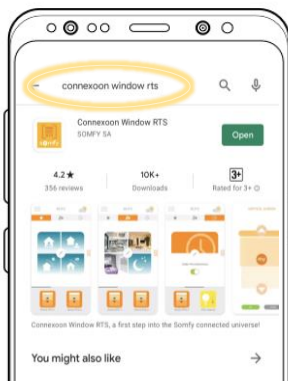 connexoon window rts
Connexoon Window RTS
SOMFY SA
Open
somfy
4.2★
356 reviews
10K+
Downloads
3+
Rated for 3+
Connexoon Window RTS, a first step into the Somfy connected universe!
You might also like